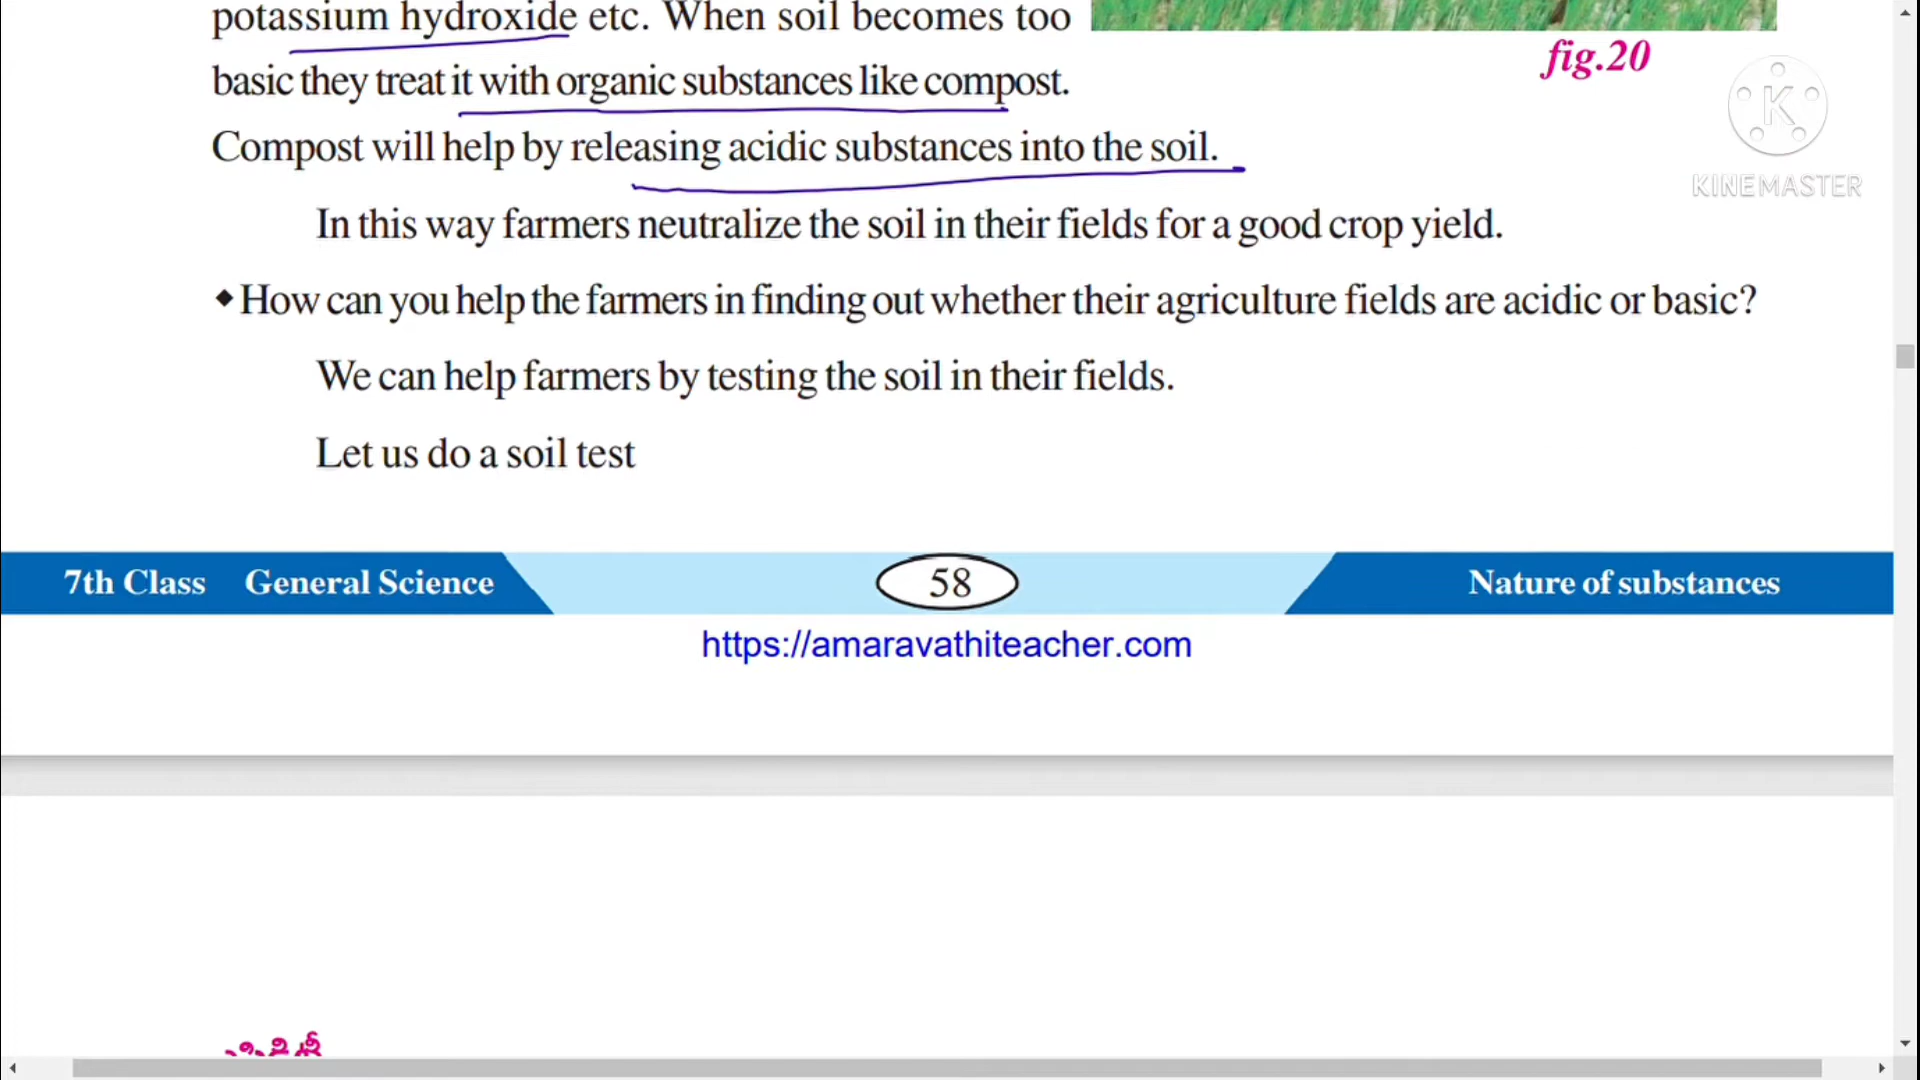 potassium hydroxide etc. When soil becomes too
fig.20
basic they treat it with organic substances like compost.
KINEMASTER
Compost will help by releasing acidic substances into the soil.
In this way farmers neutralize the soil in their fields for a good crop yield.
◆How can you help the farmers in finding out whether their agriculture fields are acidic or basic?
We can help farmers by testing the soil in their fields.
Let us do a soil test
7th Class General Science 58 Nature of substances
https://amaravathiteacher.com